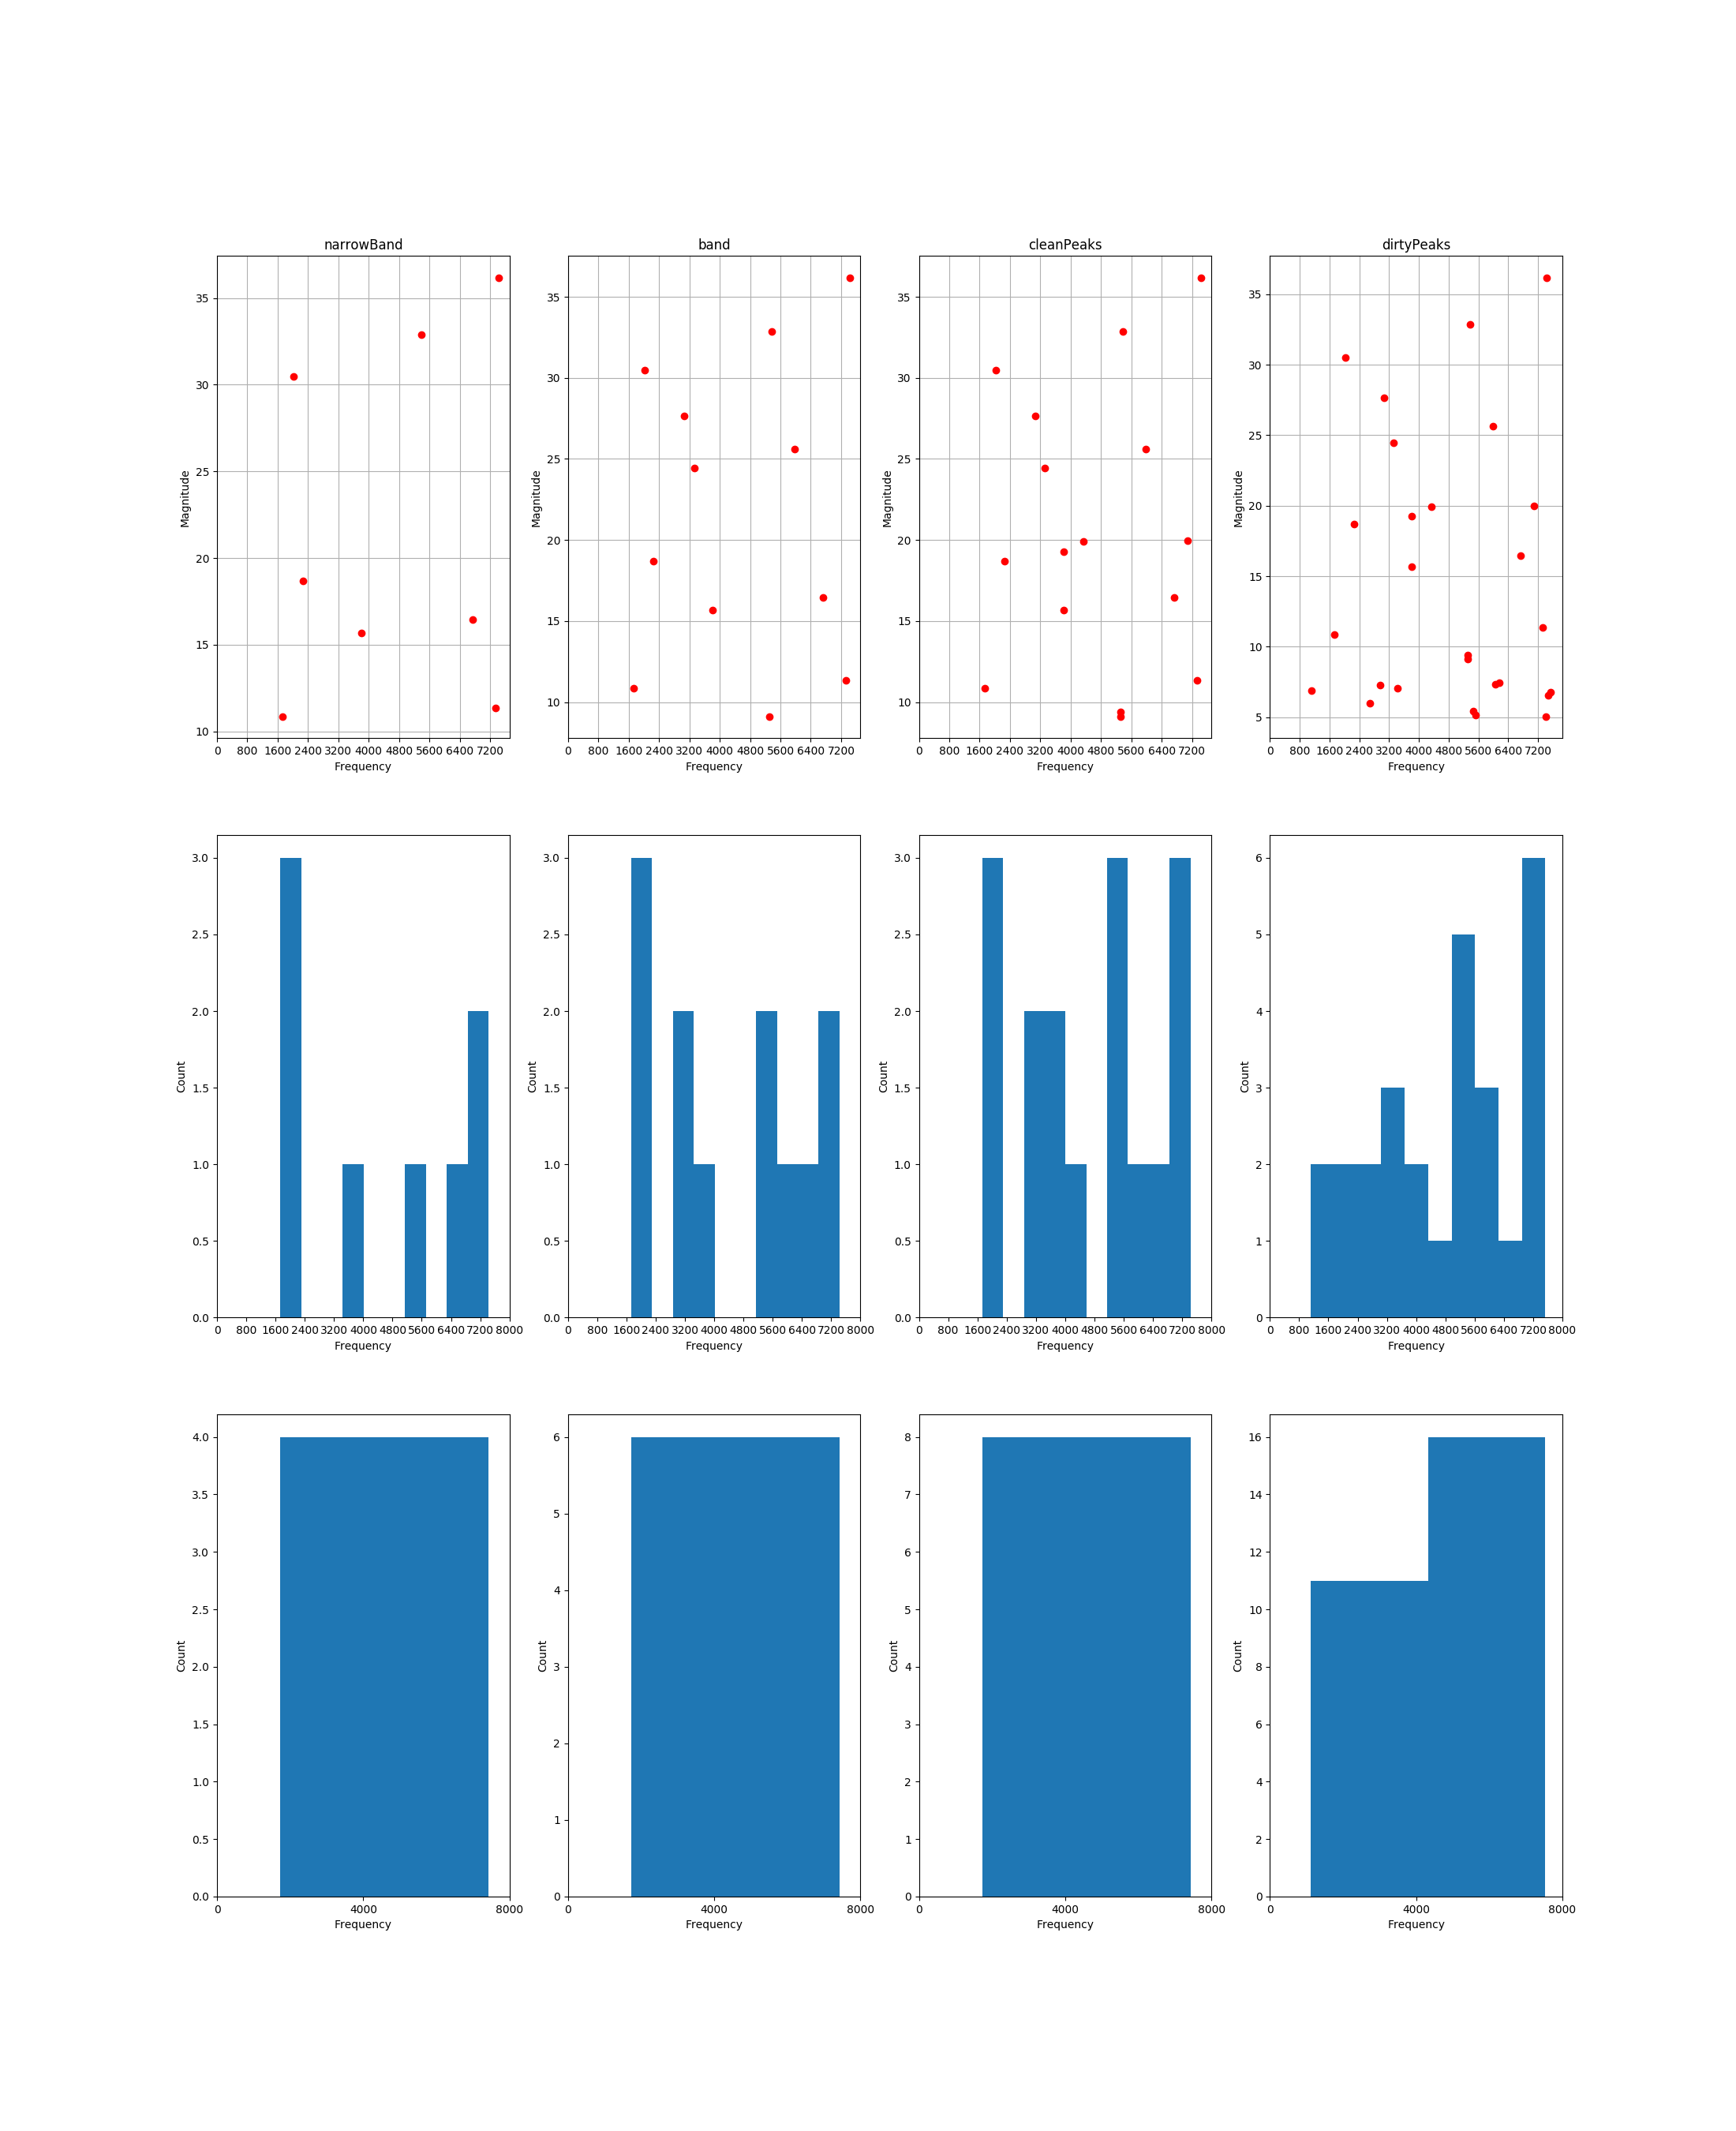 narrowBand band cleanPeaks dirtyPeaks
35 35 35 35
30 30 30 30
25 25 25 25
Magnitude Magnitude Magnitude Magnitude
20 20 20 20
15 15 15 15
10 10 10 10
5
0 800 1600 2400 3200 4000 4800 5600 6400 7200 0 800 1600 2400 3200 4000 4800 5600 6400 7200 0 800 1600 2400 3200 4000 4800 5600 6400 7200 0 800 1600 2400 3200 4000 4800 5600 6400 7200
Frequency Frequency Frequency Frequency
3.0 3.0 3.0 6
2.5 2.5 2.5 5
2.0 2.0 2.0 4
Count Count Count Count
1.5 1.5 1.5 3
1.0 1.0 1.0 2
0.5 0.5 0.5 1
0.0 0.0 0.0 0
0 800 1600 2400 3200 4000 4800 5600 6400 7200 8000 0 800 1600 2400 3200 4000 4800 5600 6400 7200 8000 0 800 1600 2400 3200 4000 4800 5600 6400 7200 8000 0 800 1600 2400 3200 4000 4800 5600 6400 7200 8000
Frequency Frequency Frequency Frequency
4.0 6 8 16
3.5 5 7 14
3.0 4 6 12
2.5 5 10
Count Count Count Count
2.0 3 4 8
1.5 2 3 6
1.0 1 2 4
0.5 1 2
0.0 0 0 0
0 4000 8000 0 4000 8000 0 4000 8000 0 4000 8000
Frequency Frequency Frequency Frequency